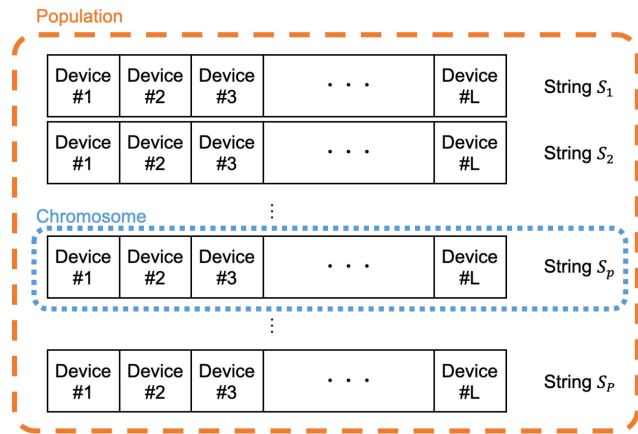 Population
Device Device Device Device
#1 #2 #3 · · · #L String S₁
Device Device Device Device
#1 #2 #3 · · · #L String S₂
⋮
Chromosome
Device Device Device Device
#1 #2 #3 · · · #L String Sₚ
⋮
Device Device Device Device
#1 #2 #3 · · · #L String S_P